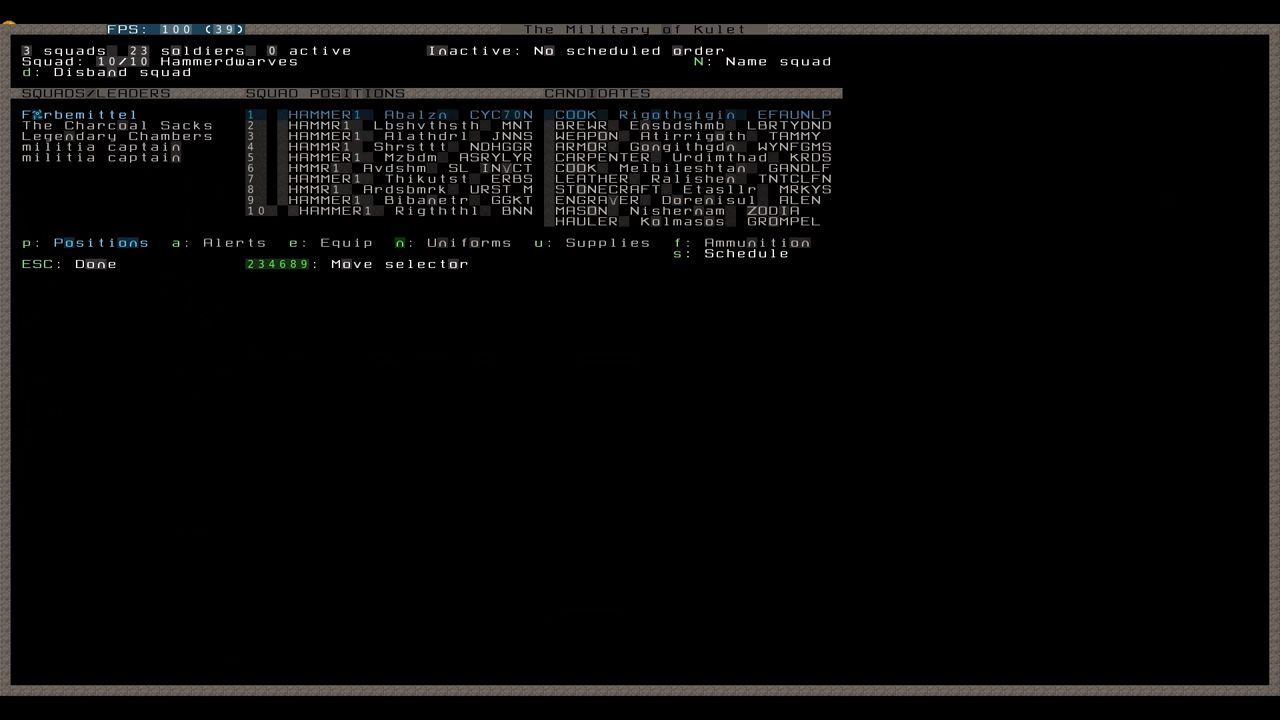 FPS: 100 (39)
The Military of Kulet
3 squads 23 soldiers 0 active Inactive: No scheduled order
Squad: 10/10 Hammerdwarves N: Name squad
d: Disband squad
SQUADS/LEADERS SQUAD POSITIONS CANDIDATES
1 HAMMER1 Abalzn CYC70N COOK Rigothgigin EFAUNLP
The Charcoal Sacks 2 HAMMR1 Lbshvthsth MNT BREWR Ensbdshmb LBRTYDND
Legendary Chambers 3 HAMMER1 Alathdrl JNNS WEAPON Atirrigoth TAMMY
militia captain 4 HAMMR1 Shrsttt NDHGGR ARMOR Gongithgdn WYNFGMS
militia captain 5 HAMMER1 Mzbdm ASRYLYR CARPENTER Urdimthad KRDS
6 HMMR1 Avdshm SL INVCT COOK Melbileshtan GANDLF
7 HAMMER1 Thikutst ERBS LEATHER Ralishen TNTCLFN
8 HMMR1 Ardsbmrk URST M STONECRAFT Etasllr MRKYS
9 HAMMER1 Bibanetr GGKT ENGRAVER Dorenisul ALEN
10 HAMMER1 Rigththl BNN MASON Nishernam ZODIA
HAULER Kolmasos GROMPEL
p: Positions a: Alerts e: Equip n: Uniforms u: Supplies f: Ammunition
s: Schedule
ESC: Done 234689: Move selector